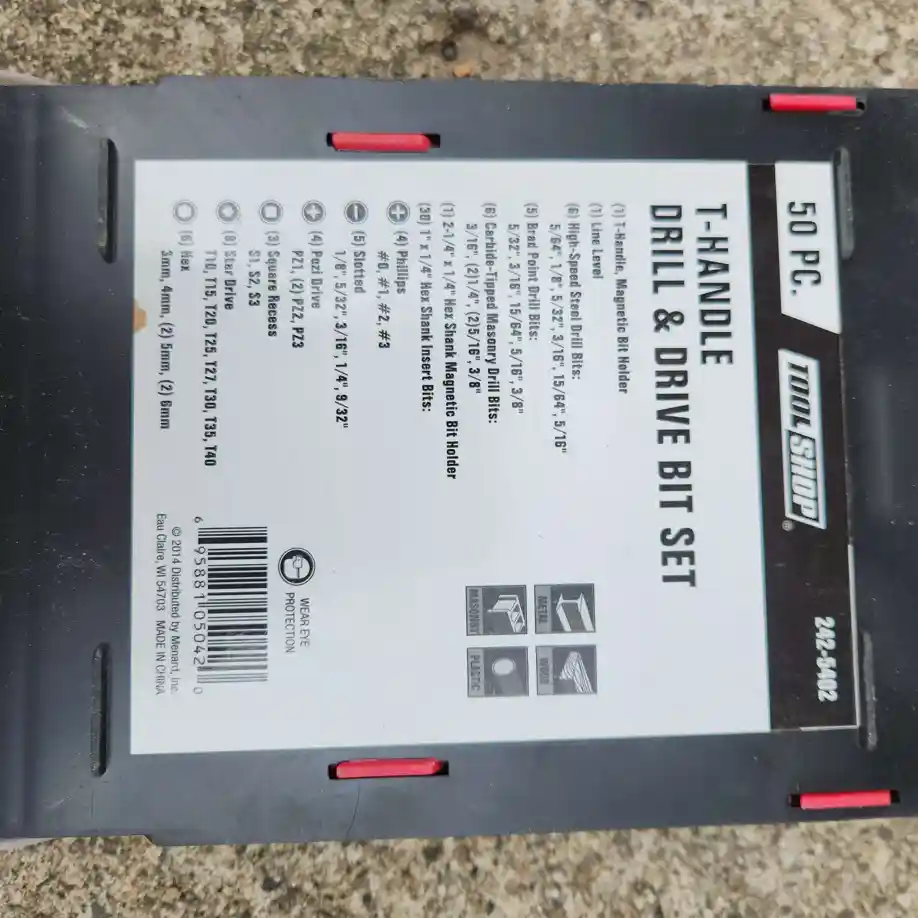 50 PC.
TOOL SHOP®
242-5402
T-HANDLE
DRILL & DRIVE BIT SET
(1) T-Handle, Magnetic Bit Holder
(1) Line Level
(6) High-Speed Steel Drill Bits:
5/64", 1/8", 5/32", 3/16", 15/64", 5/16"
(5) Brad Point Drill Bits:
5/32", 3/16", 15/64", 5/16", 3/8"
(6) Carbide-Tipped Masonry Drill Bits:
3/16", (2)1/4", (2)5/16", 3/8"
(1) 2-1/4" x 1/4" Hex Shank Magnetic Bit Holder
(30) 1" x 1/4" Hex Shank Insert Bits:
(4) Phillips
#0, #1, #2, #3
(5) Slotted
1/8", 5/32", 3/16", 1/4", 9/32"
(4) Pozi Drive
PZ1, (2) PZ2, PZ3
(3) Square Recess
S1, S2, S3
(8) Star Drive
T10, T15, T20, T25, T27, T30, T35, T40
(6) Hex
3mm, 4mm, (2) 5mm, (2) 6mm
METAL
WOOD
MASONRY
PLASTIC
WEAR EYE
PROTECTION
6 95881 05042 0
© 2014 Distributed by Menard, Inc.
Eau Claire, WI 54703 MADE IN CHINA